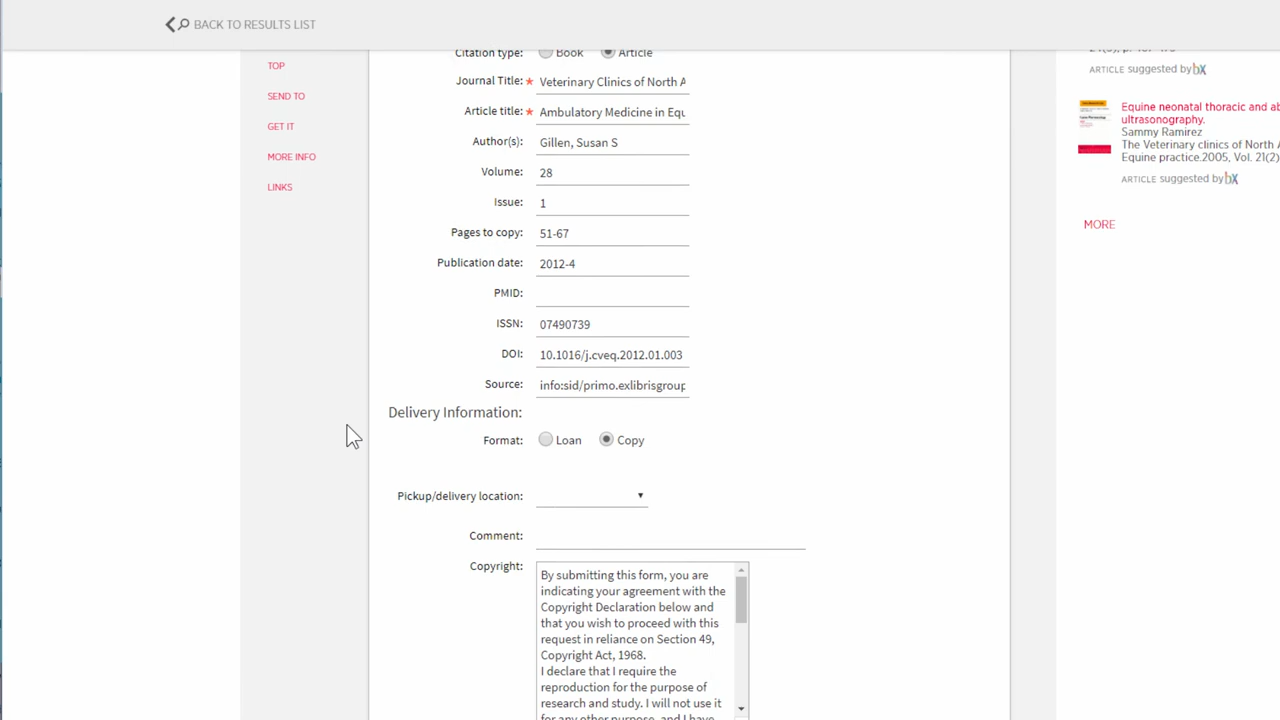 BACK TO RESULTS LIST
TOP
SEND TO
GET IT
MORE INFO
LINKS
Citation type: Book Article
Journal Title: * Veterinary Clinics of North A
Article title: * Ambulatory Medicine in Equ
Author(s): Gillen, Susan S
Volume: 28
Issue: 1
Pages to copy: 51-67
Publication date: 2012-4
PMID:
ISSN: 07490739
DOI: 10.1016/j.cveq.2012.01.003
Source: info:sid/primo.exlibrisgroup
Delivery Information:
Format: Loan Copy
Pickup/delivery location:
Comment:
Copyright:
By submitting this form, you are
indicating your agreement with the
Copyright Declaration below and
that you wish to proceed with this
request in reliance on Section 49,
Copyright Act, 1968.
I declare that I require the
reproduction for the purpose of
research and study. I will not use it
for any other purpose, and I have
ARTICLE suggested by bX
Equine neonatal thoracic and ab
ultrasonography.
Sammy Ramirez
The Veterinary clinics of North A
Equine practice.2005, Vol. 21(2)
ARTICLE suggested by bX
MORE